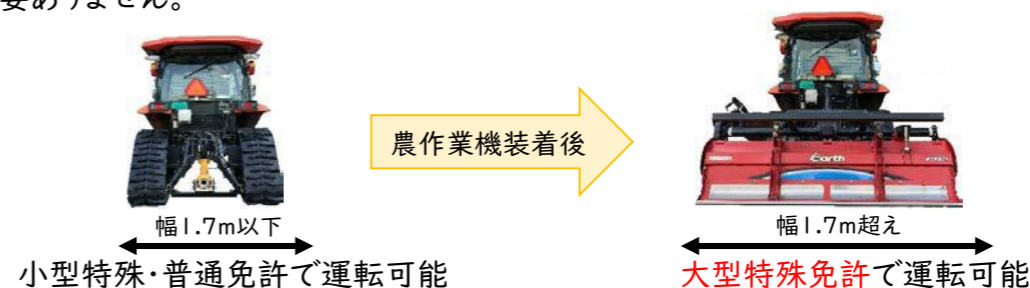 要ありません。
農作業機装着後
Earth
幅1.7m以下
幅1.7m超え
小型特殊・普通免許で運転可能
大型特殊免許で運転可能